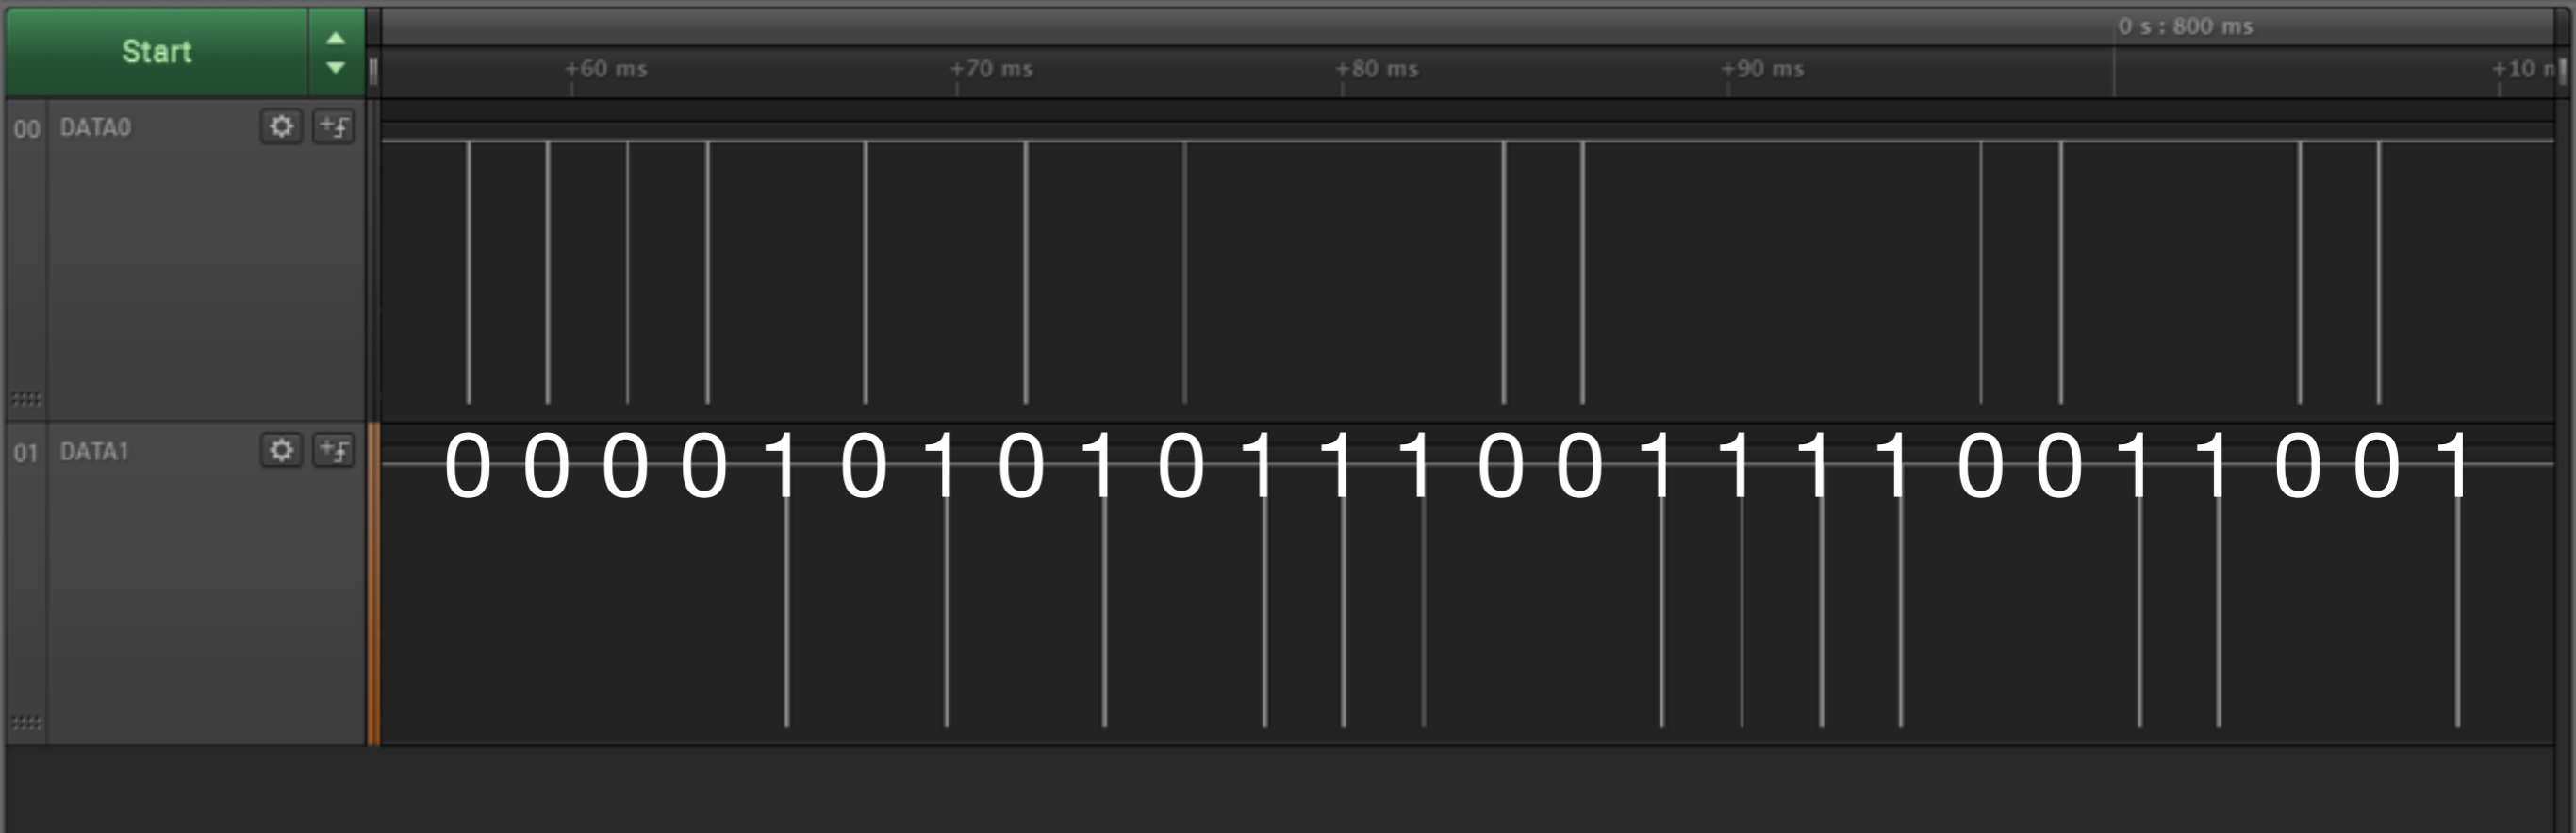 Start
0 s : 800 ms
+60 ms
+70 ms
+80 ms
+90 ms
+10
00 DATA0
01 DATA1
0 0 0 0 1 0 1 0 1 0 1 1 1 0 0 1 1 1 1 0 0 1 1 0 0 1